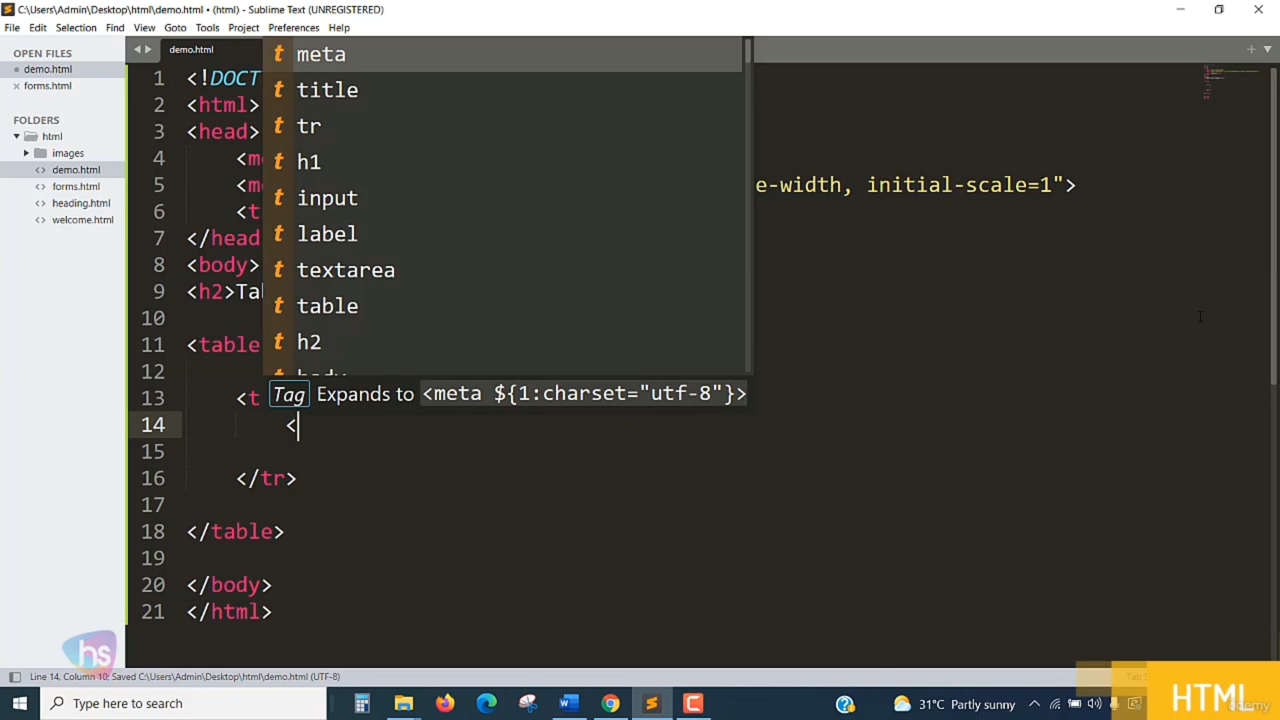 C:\Users\Admin\Desktop\html\demo.html • (html) - Sublime Text (UNREGISTERED)
File Edit Selection Find View Goto Tools Project Preferences Help
OPEN FILES
demo.html
forms.html
FOLDERS
html
images
demo.html
forms.html
heading.html
welcome.html
demo.html
1 <!DOCT
2 <html>
3 <head>
4 <m
5 <m e-width, initial-scale=1">
6 <t
7 </head
8 <body>
9 <h2>Ta
10
11 <table
12
13 <t
14 <
15
16 </tr>
17
18 </table>
19
20 </body>
21 </html>
t meta
t title
t tr
t h1
t input
t label
t textarea
t table
t h2
Tag Expands to <meta ${1:charset="utf-8"}>
hs
Line 14, Column 10: Saved C:\Users\Admin\Desktop\html\demo.html (UTF-8)
Type here to search
31°C Partly sunny
HTML
ûdemy